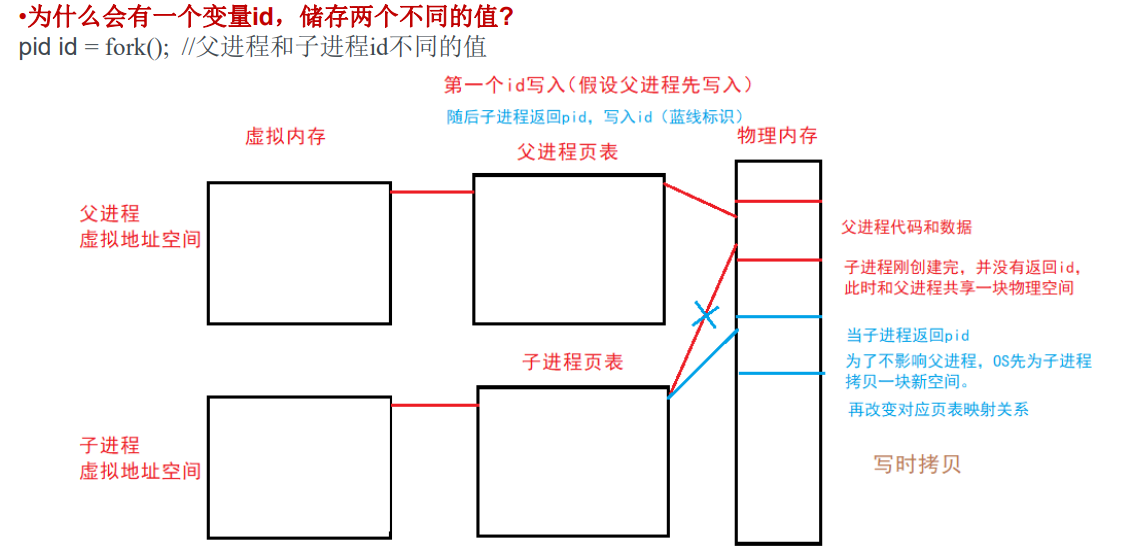 •为什么会有一个变量id，储存两个不同的值?
pid id = fork();  //父进程和子进程id不同的值
第一个id写入（假设父进程先写入）
随后子进程返回pid，写入id（蓝线标识）
虚拟内存
父进程页表
物理内存
父进程
虚拟地址空间
父进程代码和数据
子进程刚创建完，并没有返回id，
此时和父进程共享一块物理空间
当子进程返回pid
为了不影响父进程，OS先为子进程
拷贝一块新空间。
再改变对应页表映射关系
子进程页表
子进程
虚拟地址空间
写时拷贝